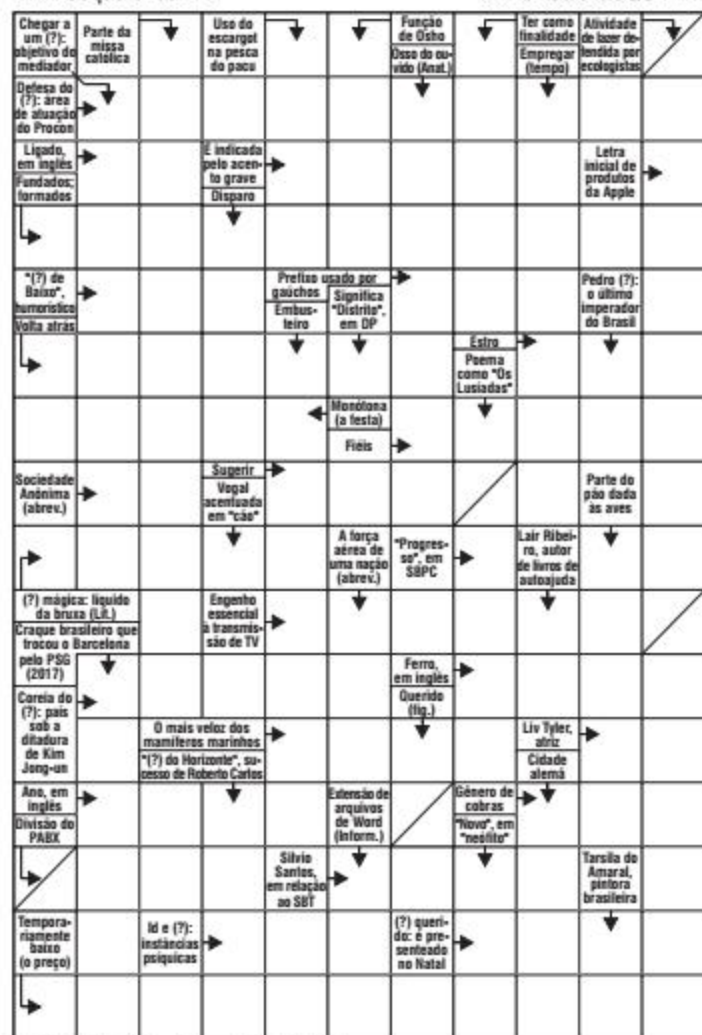 Chegar a
um (?):
objetivo do
mediador
Parte da
missa
católica
Uso do
escargot
na pesca
do pacu
Função
de Osho
Osso do ou-
vido (Anat.)
Ter como
finalidade
Empregar
(tempo)
Atividade
de lazer de-
fendida por
ecologistas
Defesa do
(?): área
de atuação
do Procon
Ligado,
em inglês
Fundados;
formados
É indicada
pelo acen-
to grave
Disparo
Letra
inicial de
produtos
da Apple
"(?) de
Baixo",
humorístico
Volta atrás
Prefixo usado por
gaúchos
Embus-
teiro
Significa
"Distrito",
em DP
Pedro (?):
o último
imperador
do Brasil
Estro
Poema
como "Os
Lusíadas"
Monótona
(a festa)
Fiéis
Sociedade
Anônima
(abrev.)
Sugerir
Vogal
acentuada
em "cão"
Parte do
pão dada
às aves
A força
aérea de
uma nação
(abrev.)
"Progres-
so", em
SBPC
Lair Ribei-
ro, autor
de livros de
autoajuda
(?) mágica: líquido
da bruxa (Lit.)
Craque brasileiro que
trocou o Barcelona
pelo PSG
(2017)
Engenho
essencial
à transmis-
são de TV
Coreia do
(?): país
sob a
ditadura
de Kim
Jong-un
Ferro,
em inglês
Querido
(fig.)
O mais veloz dos
mamíferos marinhos
"(?) do Horizonte", su-
cesso de Roberto Carlos
Liv Tyler,
atriz
Cidade
alemã
Ano, em
inglês
Divisão do
PABX
Extensão de
arquivos
de Word
(Inform.)
Gênero de
cobras
"Novo", em
"neófito"
Silvio
Santos,
em relação
ao SBT
Tarsila do
Amaral,
pintora
brasileira
Tempora-
riamente
baixo
(o preço)
Id e (?):
instâncias
psíquicas
(?) queri-
do: é pre-
senteado
no Natal